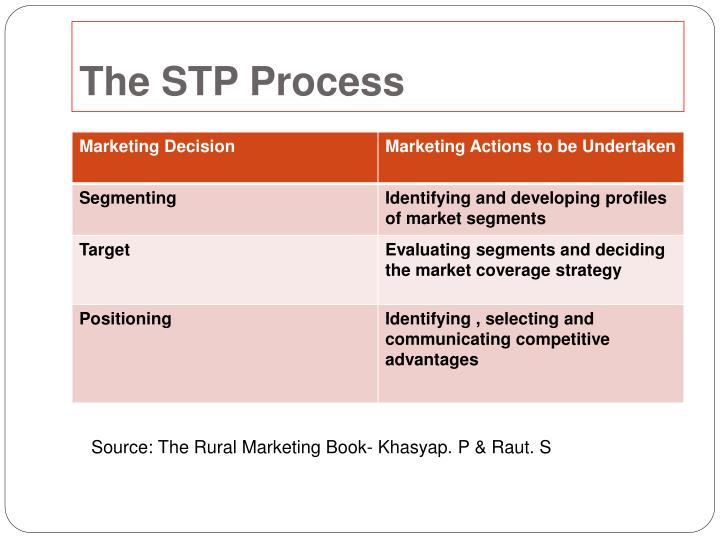 The STP Process
Marketing Decision
Marketing Actions to be Undertaken
Segmenting
Identifying and developing profiles
of market segments
Target
Evaluating segments and deciding
the market coverage strategy
Positioning
Identifying , selecting and
communicating competitive
advantages
Source: The Rural Marketing Book- Khasyap. P & Raut. S